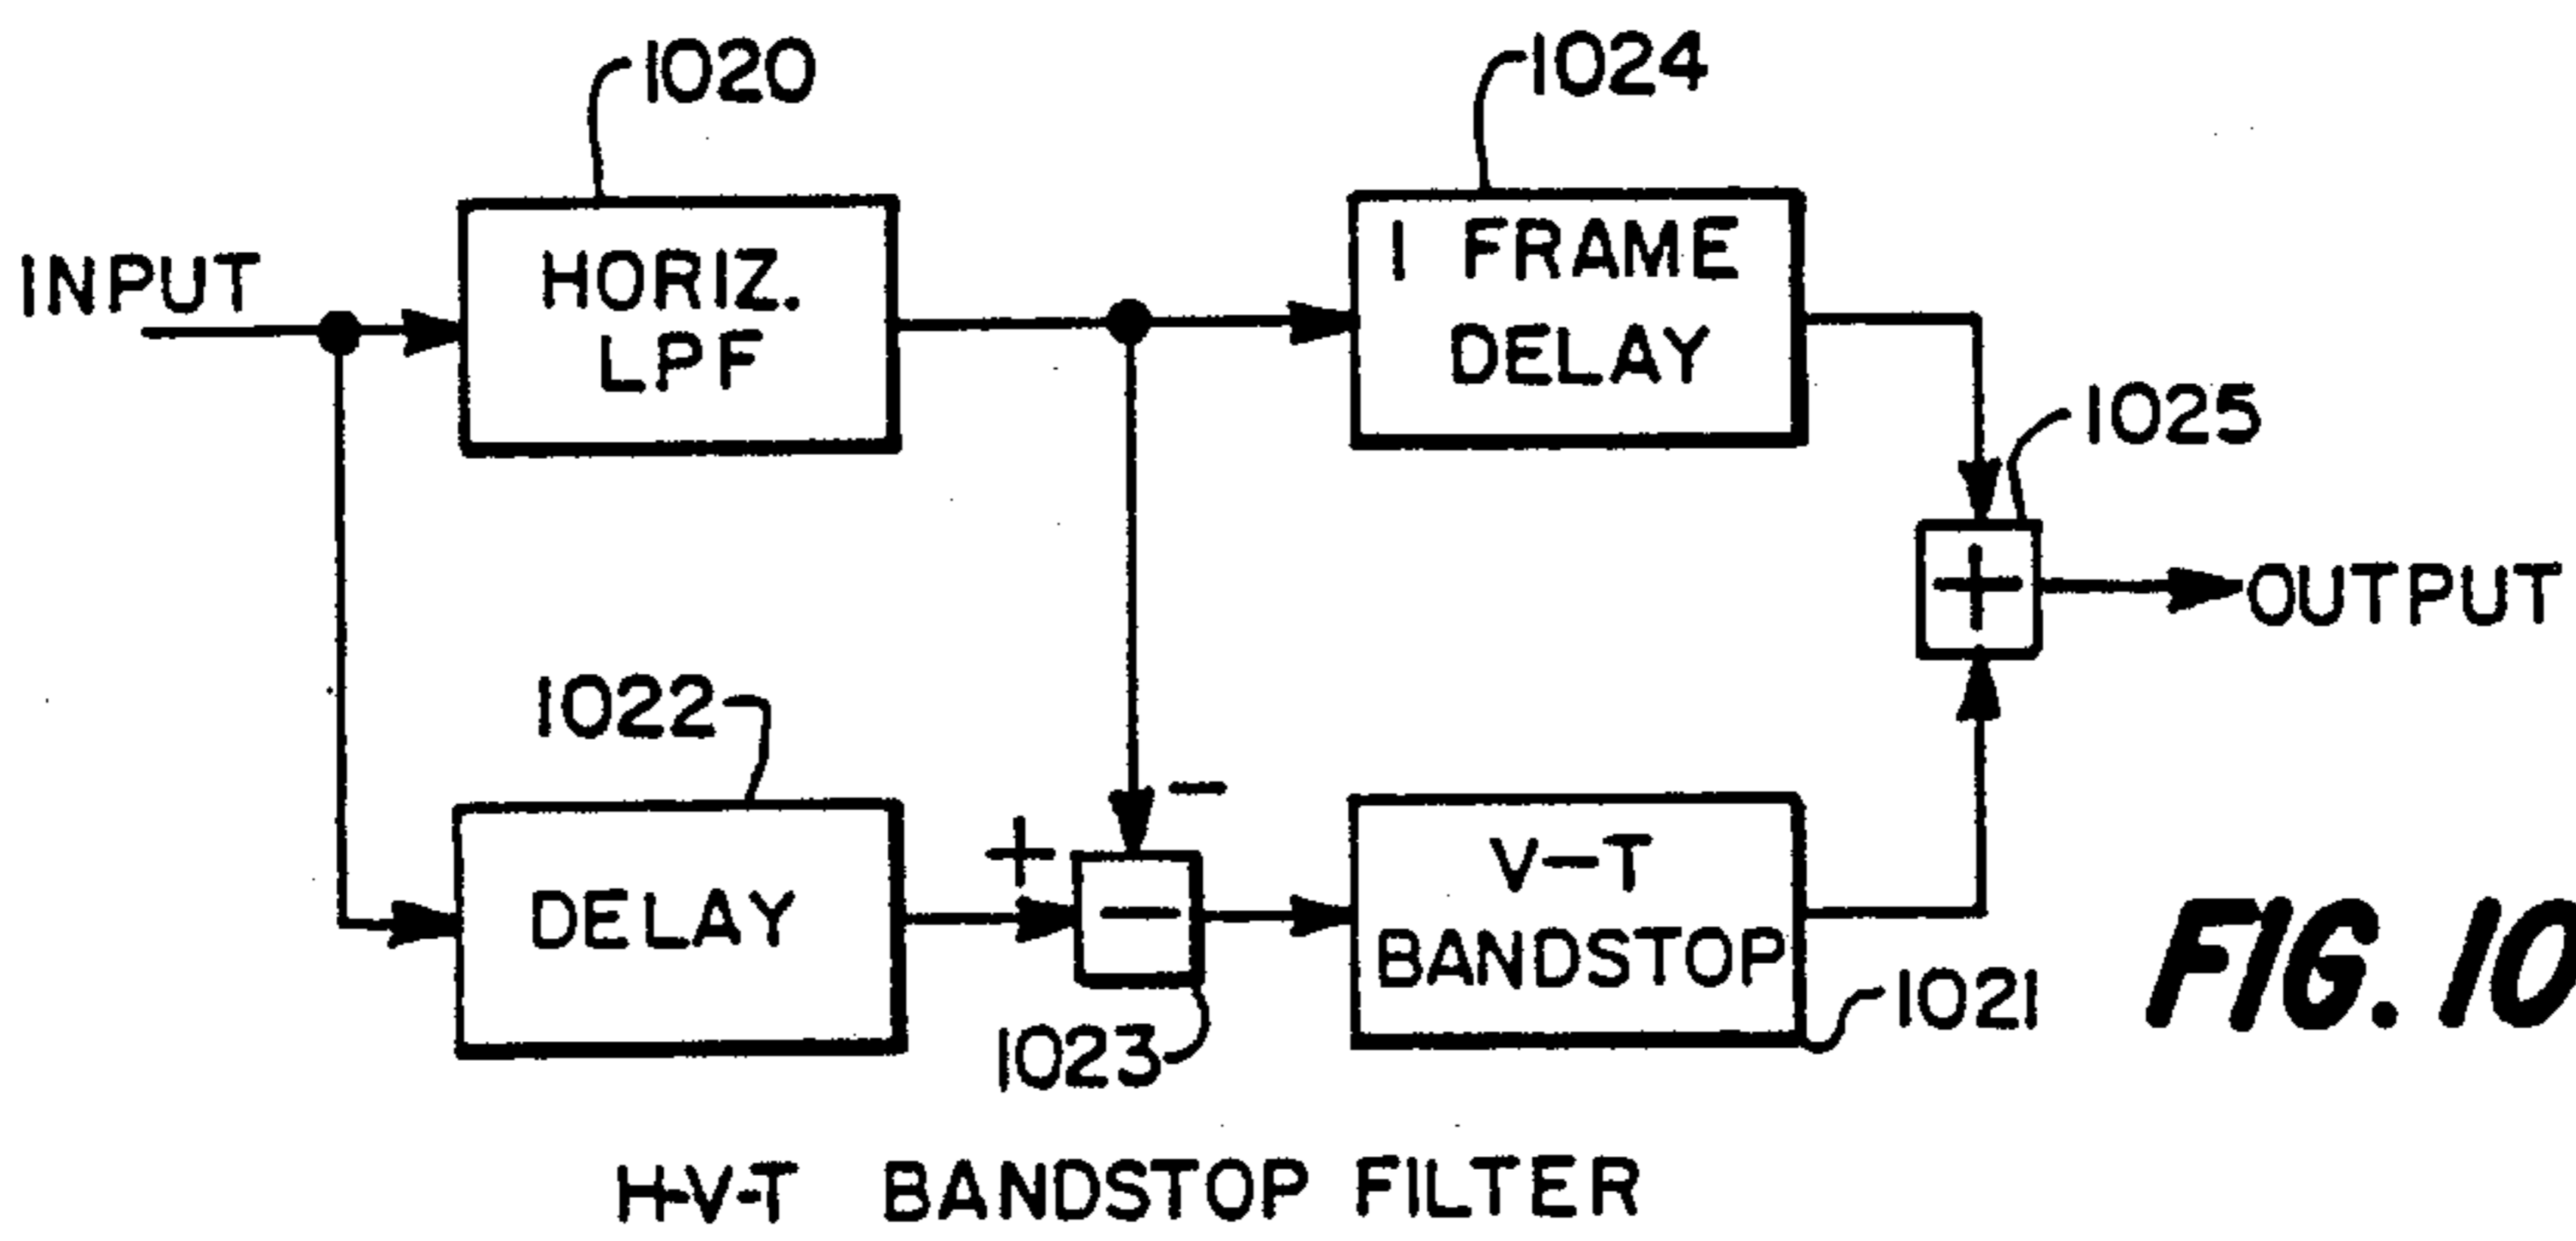 1020
1024
INPUT
HORIZ.
LPF
1 FRAME
DELAY
1025
+
OUTPUT
1022
-
+
DELAY
-
V-T
BANDSTOP
1023
1021
FIG. 10
H-V-T BANDSTOP FILTER